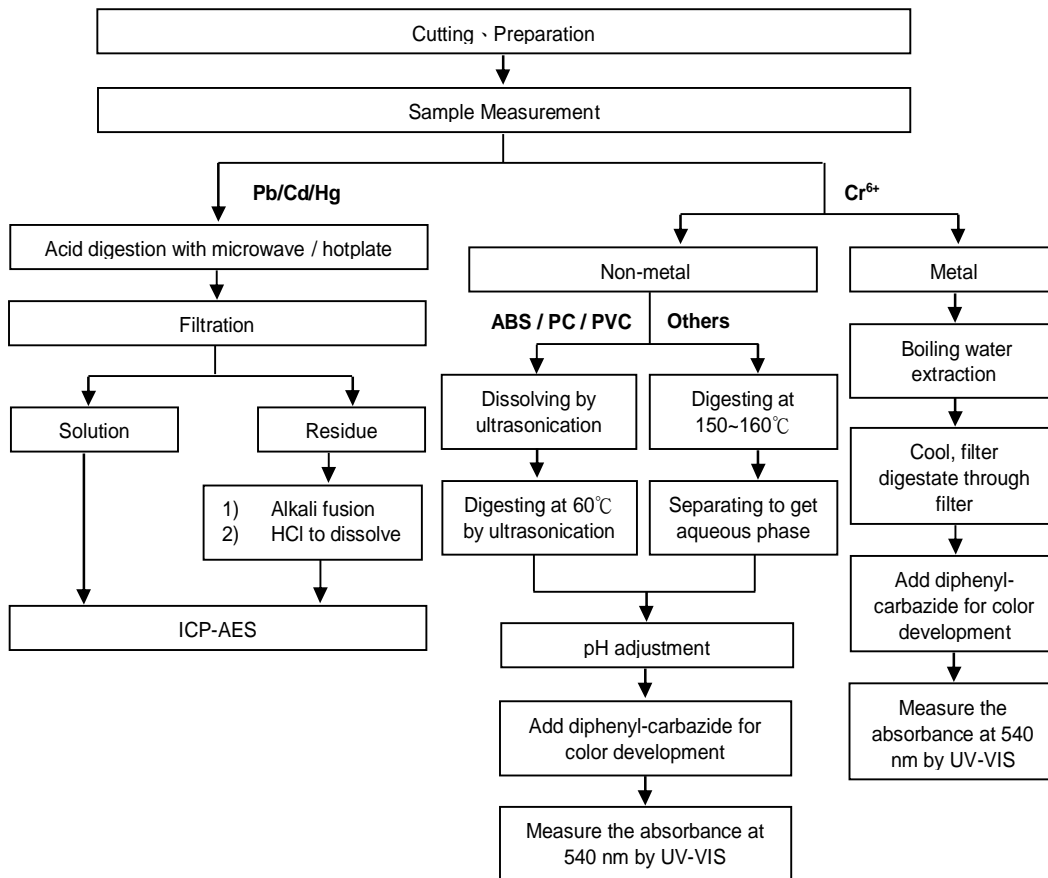 Cutting、Preparation
Sample Measurement
Pb/Cd/Hg
Acid digestion with microwave / hotplate
Filtration
Solution
Residue
1) Alkali fusion
2) HCl to dissolve
ICP-AES
Cr⁶⁺
Non-metal
ABS / PC / PVC
Others
Dissolving by
ultrasonication
Digesting at
150~160℃
Digesting at 60℃
by ultrasonication
Separating to get
aqueous phase
pH adjustment
Add diphenyl-carbazide for
color development
Measure the absorbance at
540 nm by UV-VIS
Metal
Boiling water
extraction
Cool, filter
digestate through
filter
Add diphenyl-
carbazide for color
development
Measure the
absorbance at 540
nm by UV-VIS